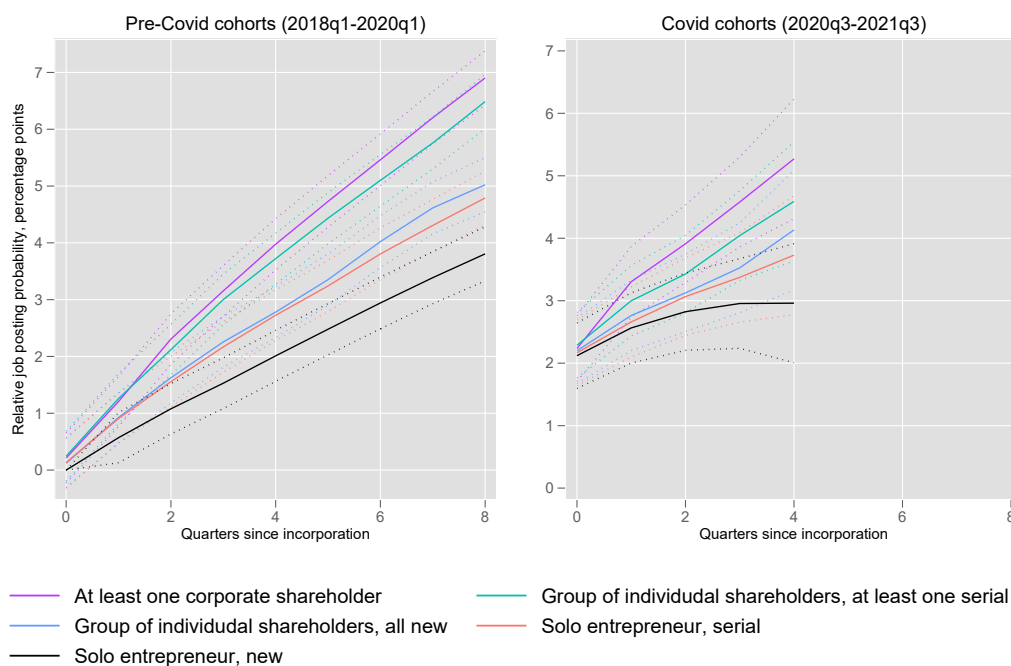 Pre-Covid cohorts (2018q1-2020q1)
Covid cohorts (2020q3-2021q3)
Relative job posting probability, percentage points
7
6
5
4
3
2
1
0
0 2 4 6 8
Quarters since incorporation
7
6
5
4
3
2
1
0
0 2 4 6 8
Quarters since incorporation
At least one corporate shareholder
Group of individudal shareholders, at least one serial
Group of individudal shareholders, all new
Solo entrepreneur, serial
Solo entrepreneur, new